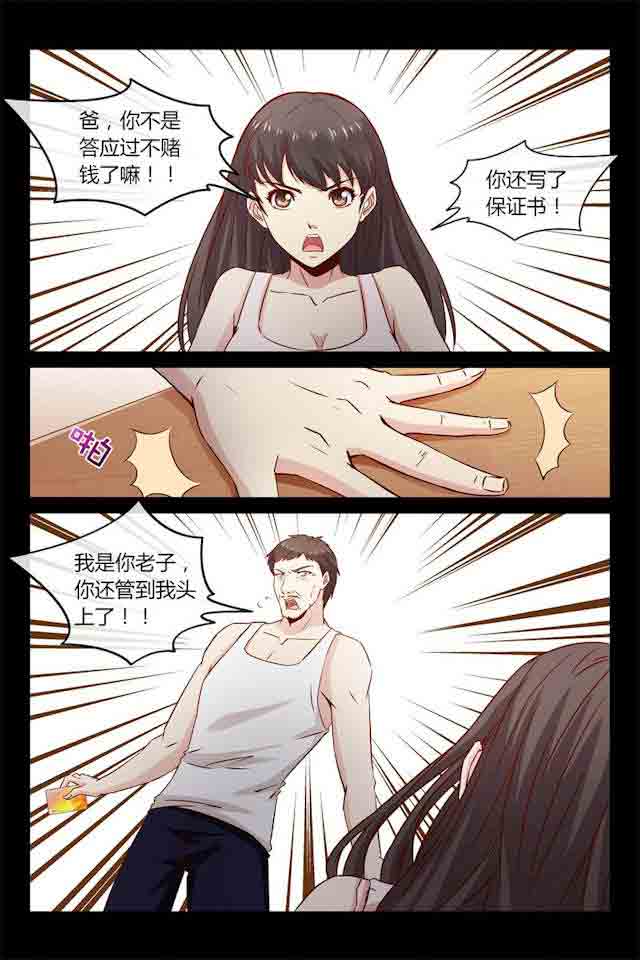 爸，你不是
答应过不赌
钱了嘛！！
你还写了
保证书！
啪
我是你老子，
你还管到我头
上了！！